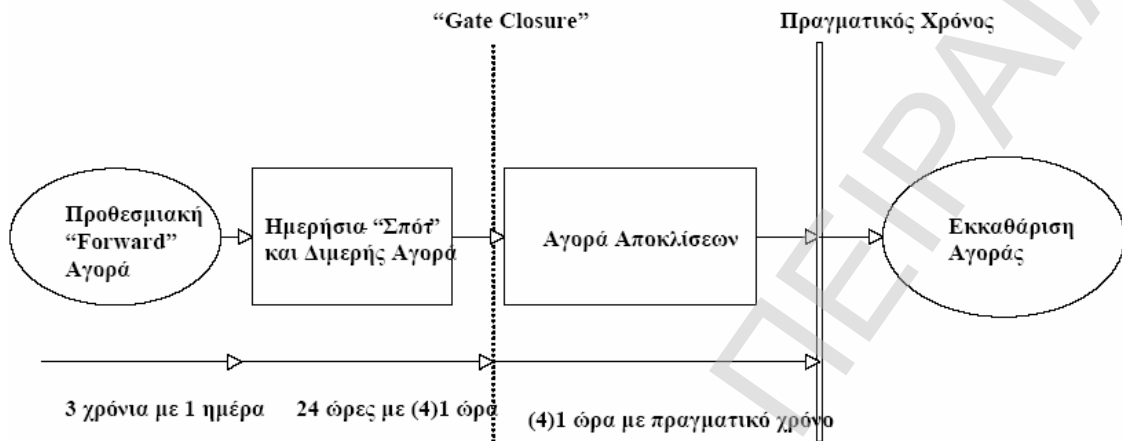 “Gate Closure”
Πραγματικός Χρόνος
Προθεσμιακή
“Forward”
Αγορά
Ημερήσια “Σπότ”
και Διμερής Αγορά
Αγορά Αποκλίσεων
Εκκαθάριση
Αγοράς
3 χρόνια με 1 ημέρα
24 ώρες με (4)1 ώρα
(4)1 ώρα με πραγματικό χρόνο